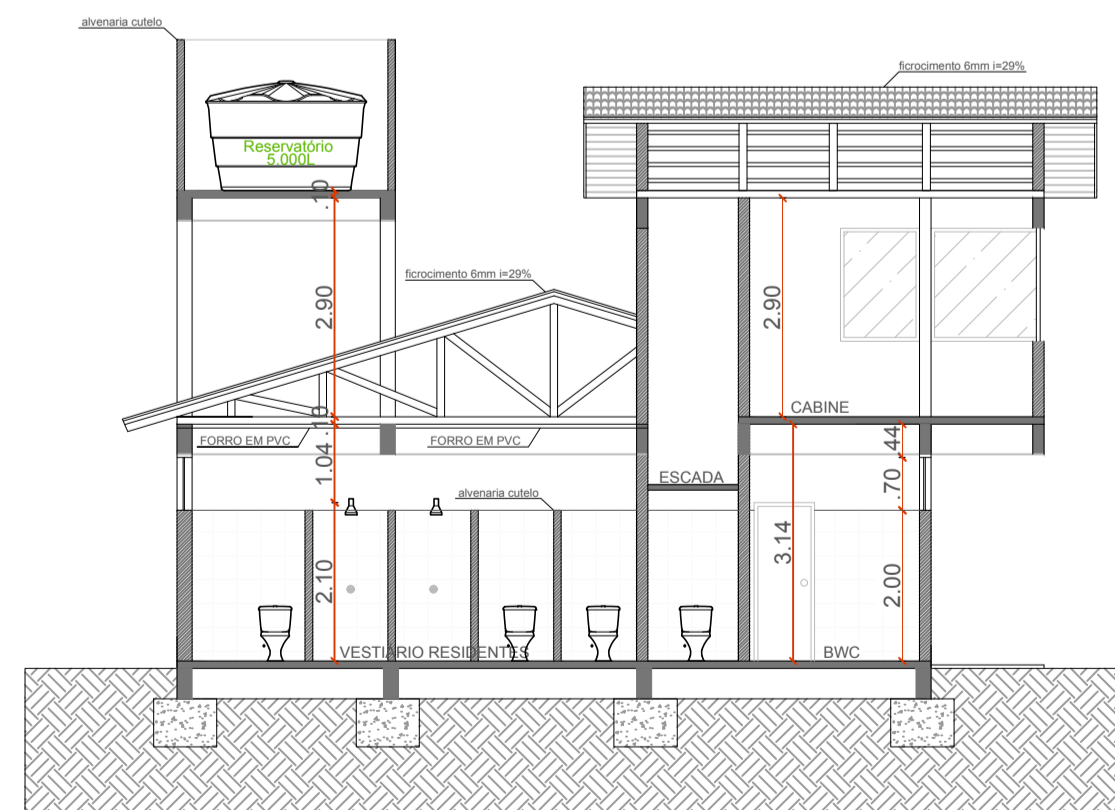 alvenaria cutelo
ficrocimento 6mm i=29%
Reservatório
5.000L
.10
ficrocimento 6mm i=29%
2.90
2.90
CABINE
.10
FORRO EM PVC
FORRO EM PVC
.44
1.04
ESCADA
.70
alvenaria cutelo
3.14
2.10
2.00
VESTIARIO RESIDENTES
BWC